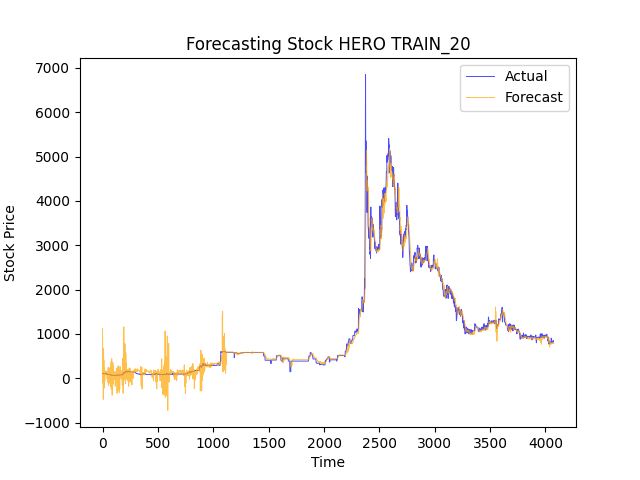 Forecasting Stock HERO TRAIN_20
Actual
Forecast
7000
6000
5000
4000
3000
2000
1000
0
−1000
Stock Price
0 500 1000 1500 2000 2500 3000 3500 4000
Time